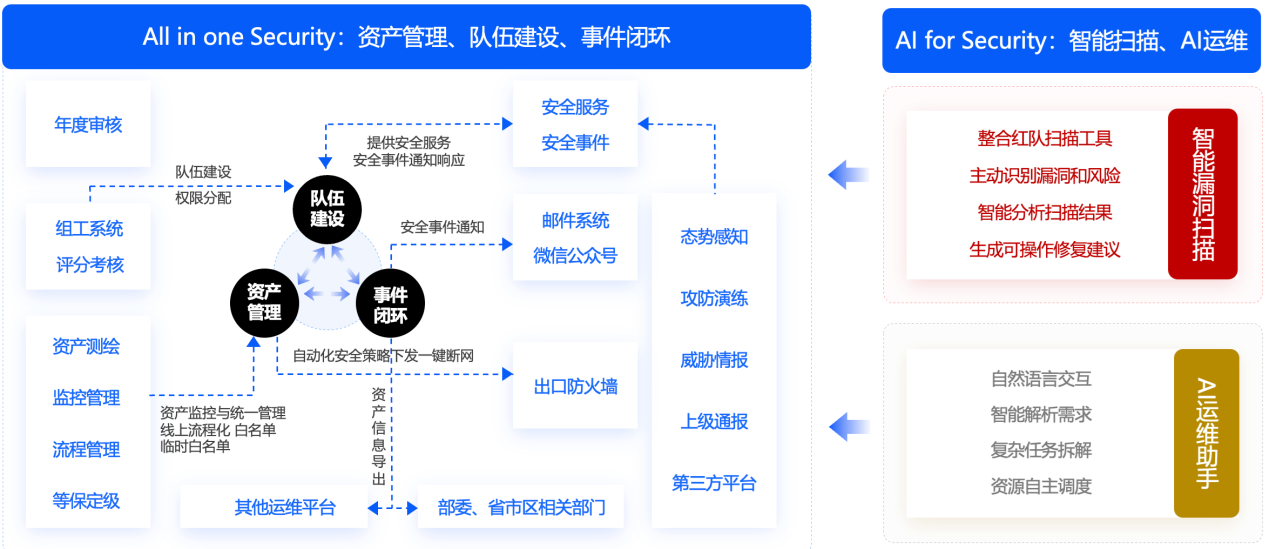 All in one Security：资产管理、队伍建设、事件闭环
年度审核
组工系统
评分考核
资产测绘
监控管理
流程管理
等保定级
队伍建设
权限分配
资产监控与统一管理
线上流程化 白名单
临时白名单
队伍
建设
资产
管理
事件
闭环
提供安全服务
安全事件通知响应
安全事件通知
自动化安全策略下发一键断网
资产信息导出
其他运维平台
部委、省市区相关部门
安全服务
安全事件
邮件系统
微信公众号
出口防火墙
态势感知
攻防演练
威胁情报
上级通报
第三方平台
AI for Security：智能扫描、AI运维
整合红队扫描工具
主动识别漏洞和风险
智能分析扫描结果
生成可操作修复建议
智能漏洞扫描
自然语言交互
智能解析需求
复杂任务拆解
资源自主调度
AI运维助手